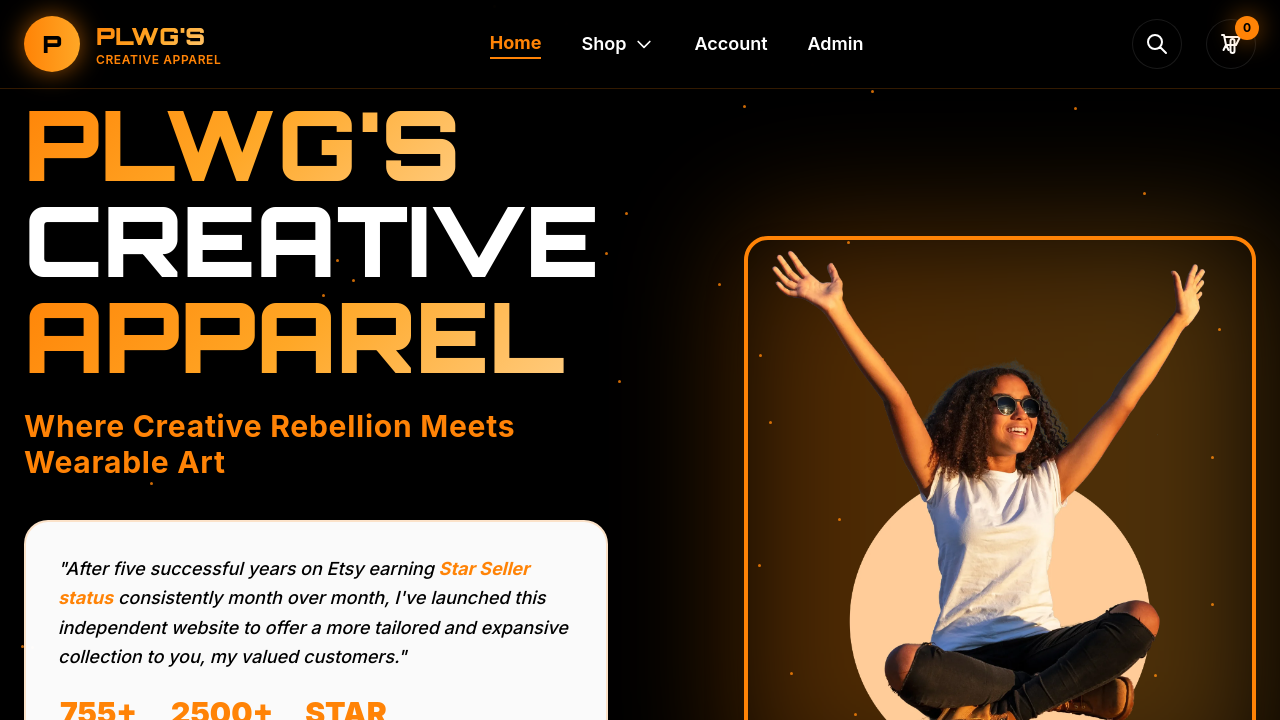 P
PLWG'S
CREATIVE APPAREL
Home
Shop
Account
Admin
0
PLWG'S
CREATIVE
APPAREL
Where Creative Rebellion Meets
Wearable Art
"After five successful years on Etsy earning Star Seller
status consistently month over month, I've launched this
independent website to offer a more tailored and expansive
collection to you, my valued customers."
755+ 2500+ STAR